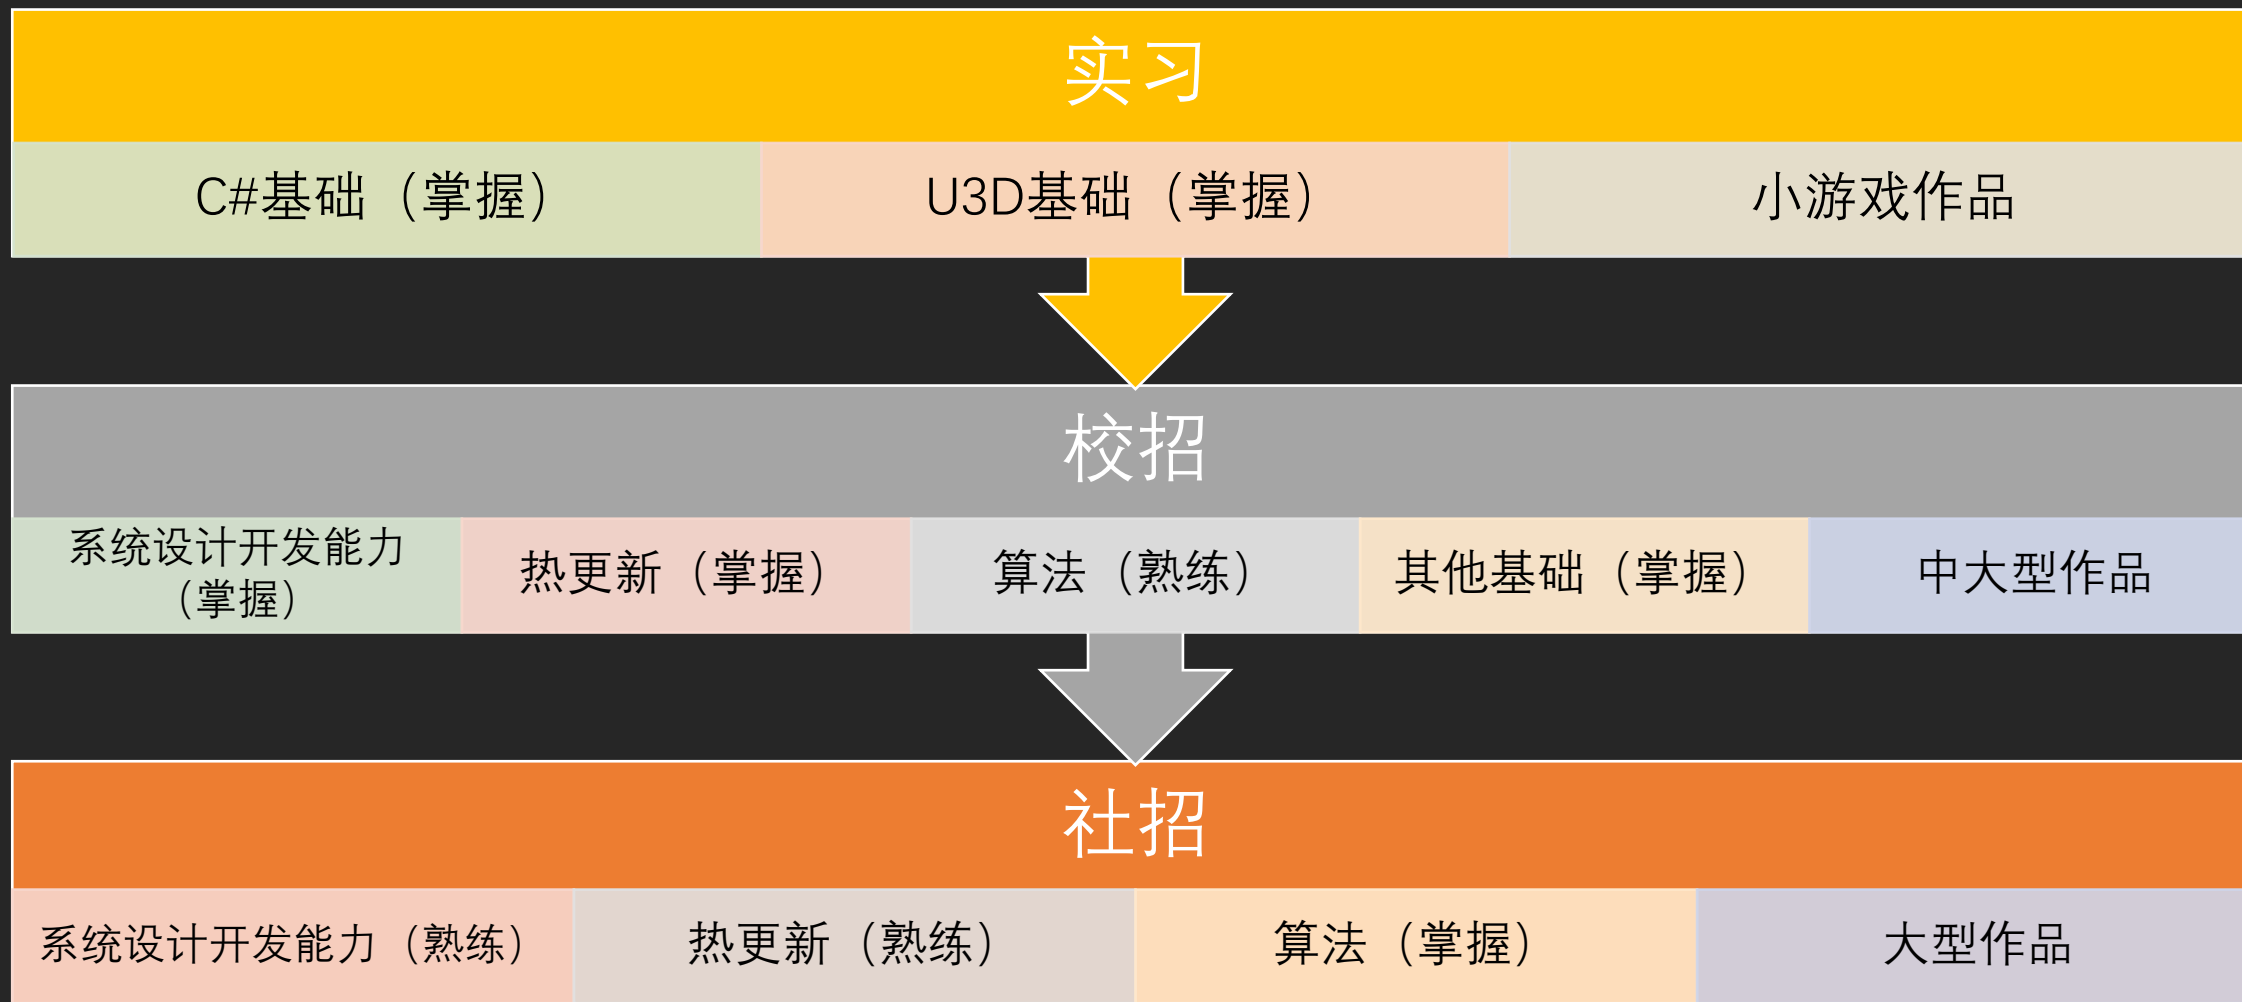 实习
C#基础（掌握）
U3D基础（掌握）
小游戏作品
校招
系统设计开发能力
（掌握）
热更新（掌握）
算法（熟练）
其他基础（掌握）
中大型作品
社招
系统设计开发能力（熟练）
热更新（熟练）
算法（掌握）
大型作品